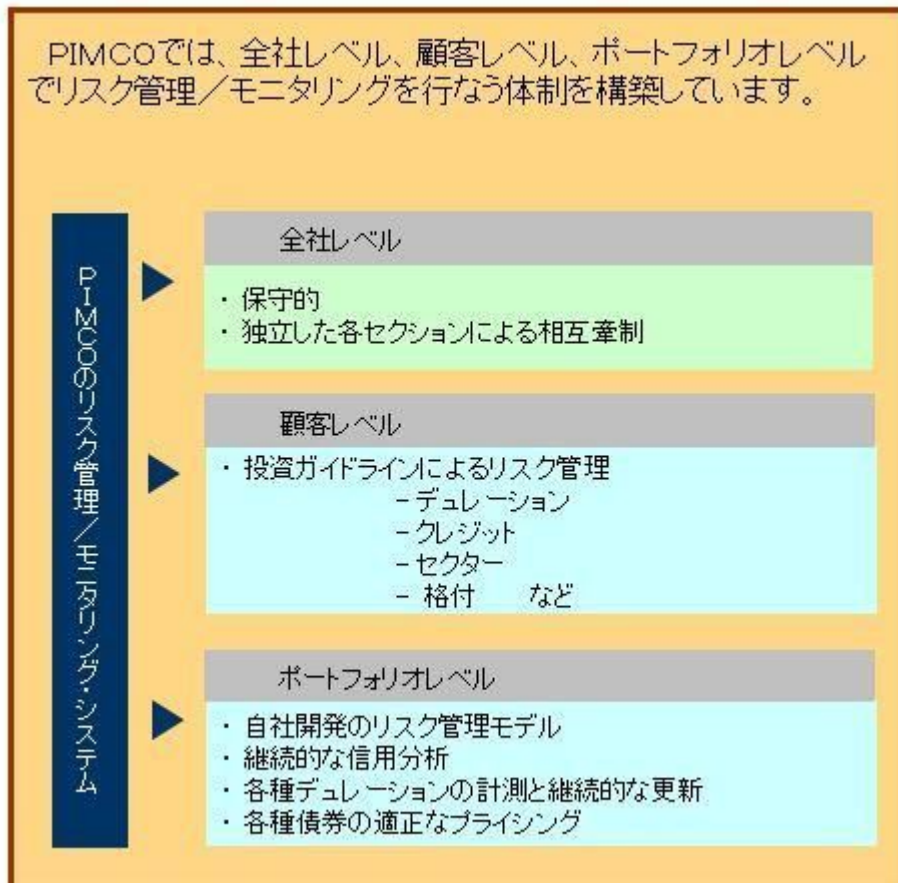 PIMCOでは、全社レベル、顧客レベル、ポートフォリオレベル
でリスク管理／モニタリングを行なう体制を構築しています。
PIMCOのリスク管理／モニタリング・システム
全社レベル
・ 保守的
・ 独立した各セクションによる相互牽制
顧客レベル
・ 投資ガイドラインによるリスク管理
－デュレーション
－クレジット
－セクター
－ 格付　など
ポートフォリオレベル
・ 自社開発のリスク管理モデル
・ 継続的な信用分析
・ 各種デュレーションの計測と継続的な更新
・ 各種債券の適正なプライシング